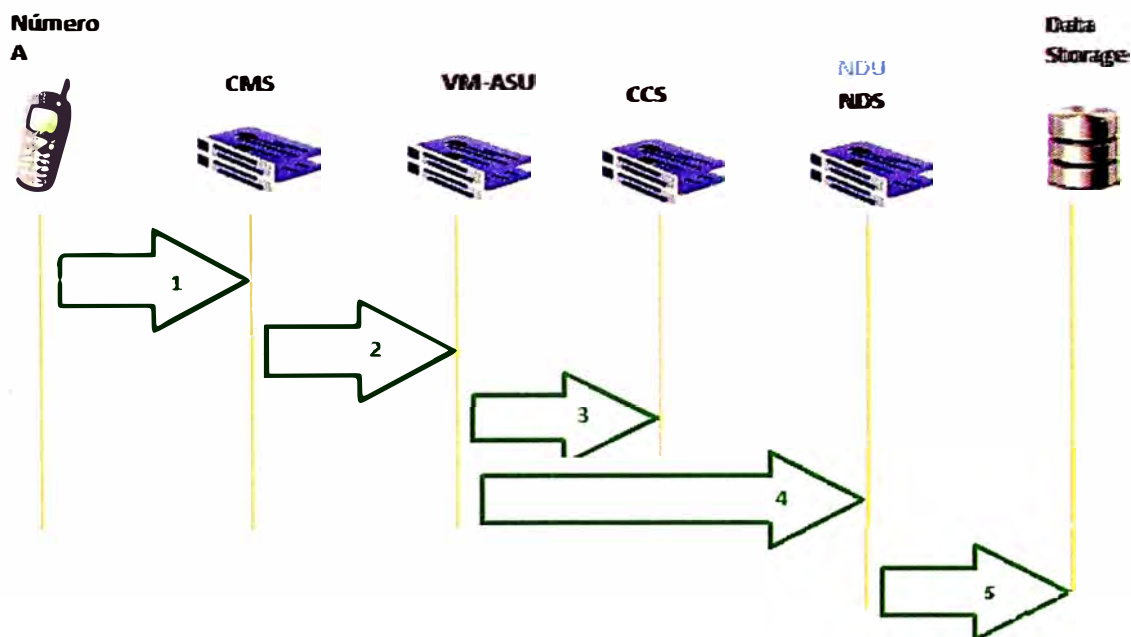 Número
A
CMS
VM-ASU
CCS
NDU
NDS
Data
Storage
1
2
3
4
5